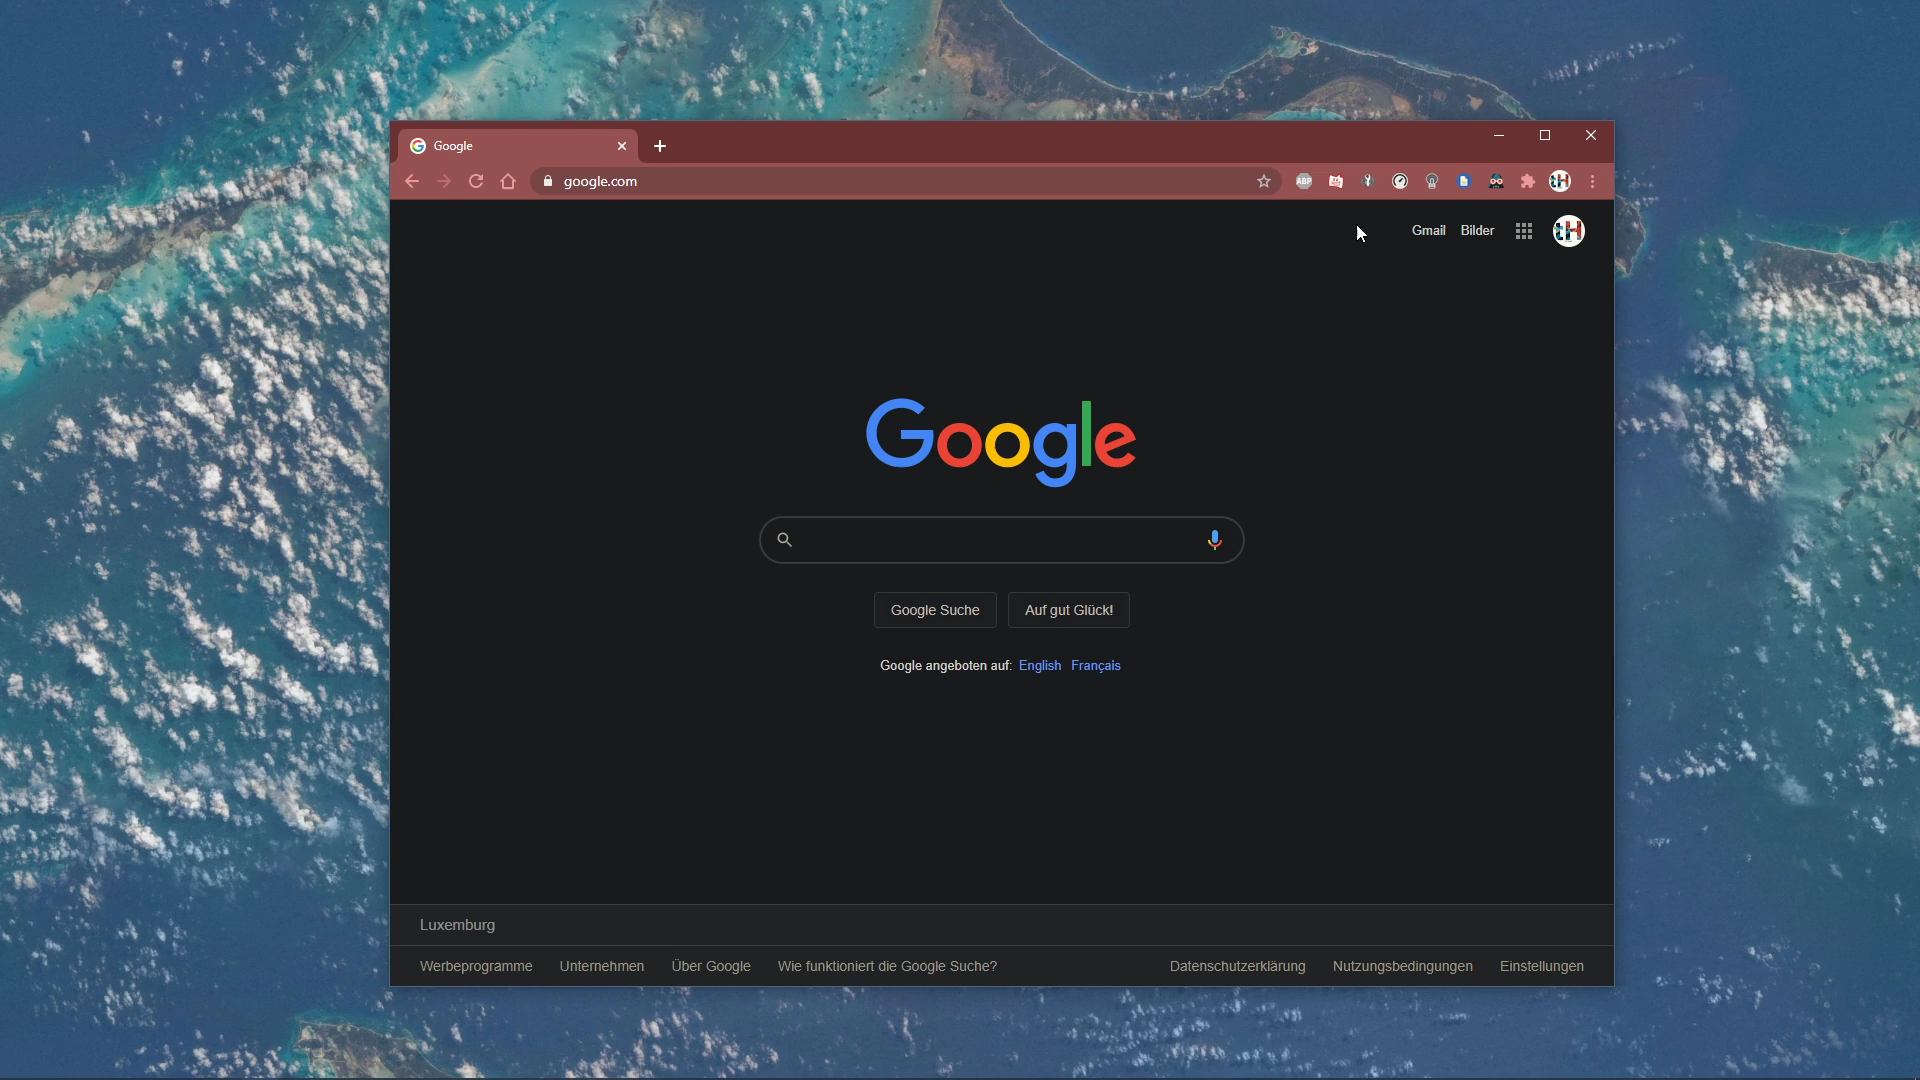 Google
google.com
ABP
Gmail Bilder
Google
Google Suche Auf gut Glück!
Google angeboten auf: English Français
Luxemburg
Werbeprogramme Unternehmen Über Google Wie funktioniert die Google Suche? Datenschutzerklärung Nutzungsbedingungen Einstellungen